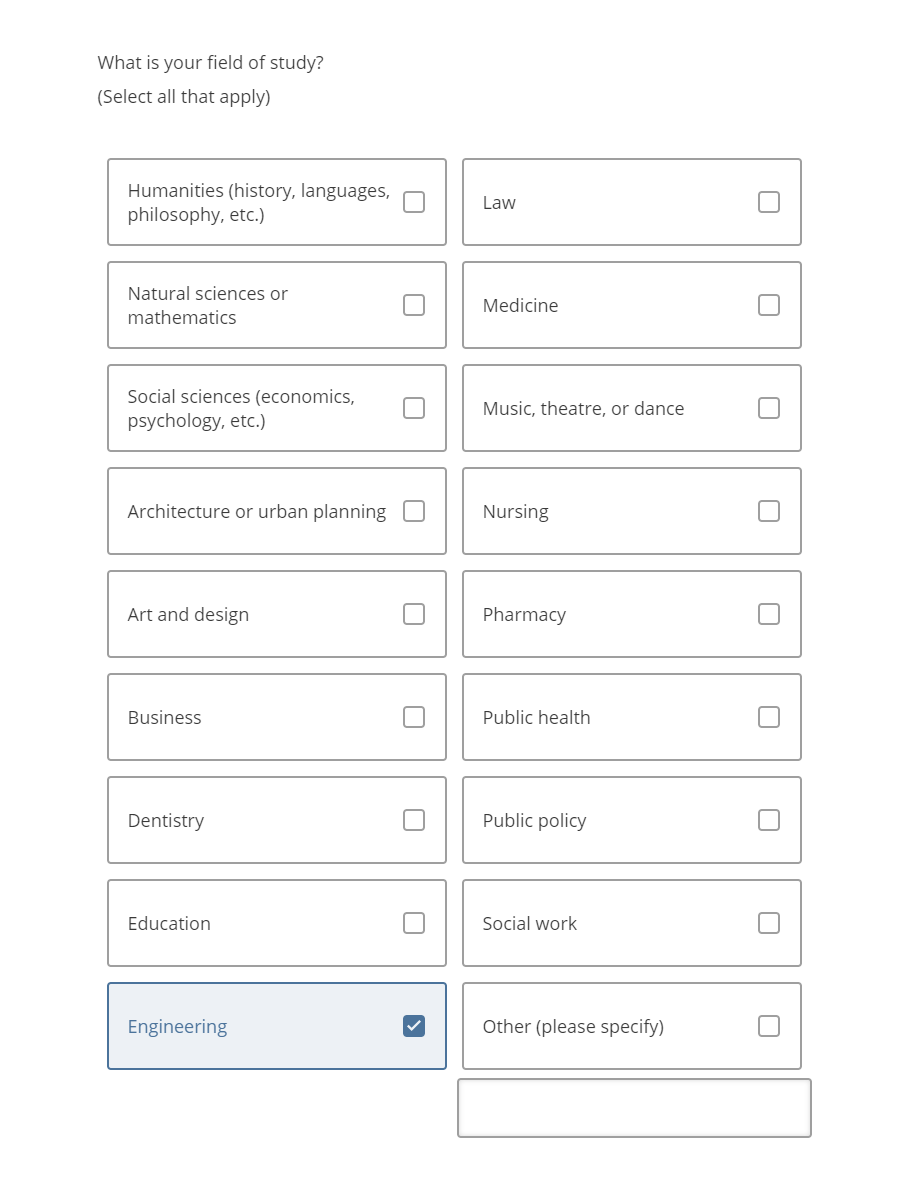 What is your field of study?
(Select all that apply)
Humanities (history, languages,
philosophy, etc.)
Law
Natural sciences or
mathematics
Medicine
Social sciences (economics,
psychology, etc.)
Music, theatre, or dance
Architecture or urban planning
Nursing
Art and design
Pharmacy
Business
Public health
Dentistry
Public policy
Education
Social work
Engineering
Other (please specify)